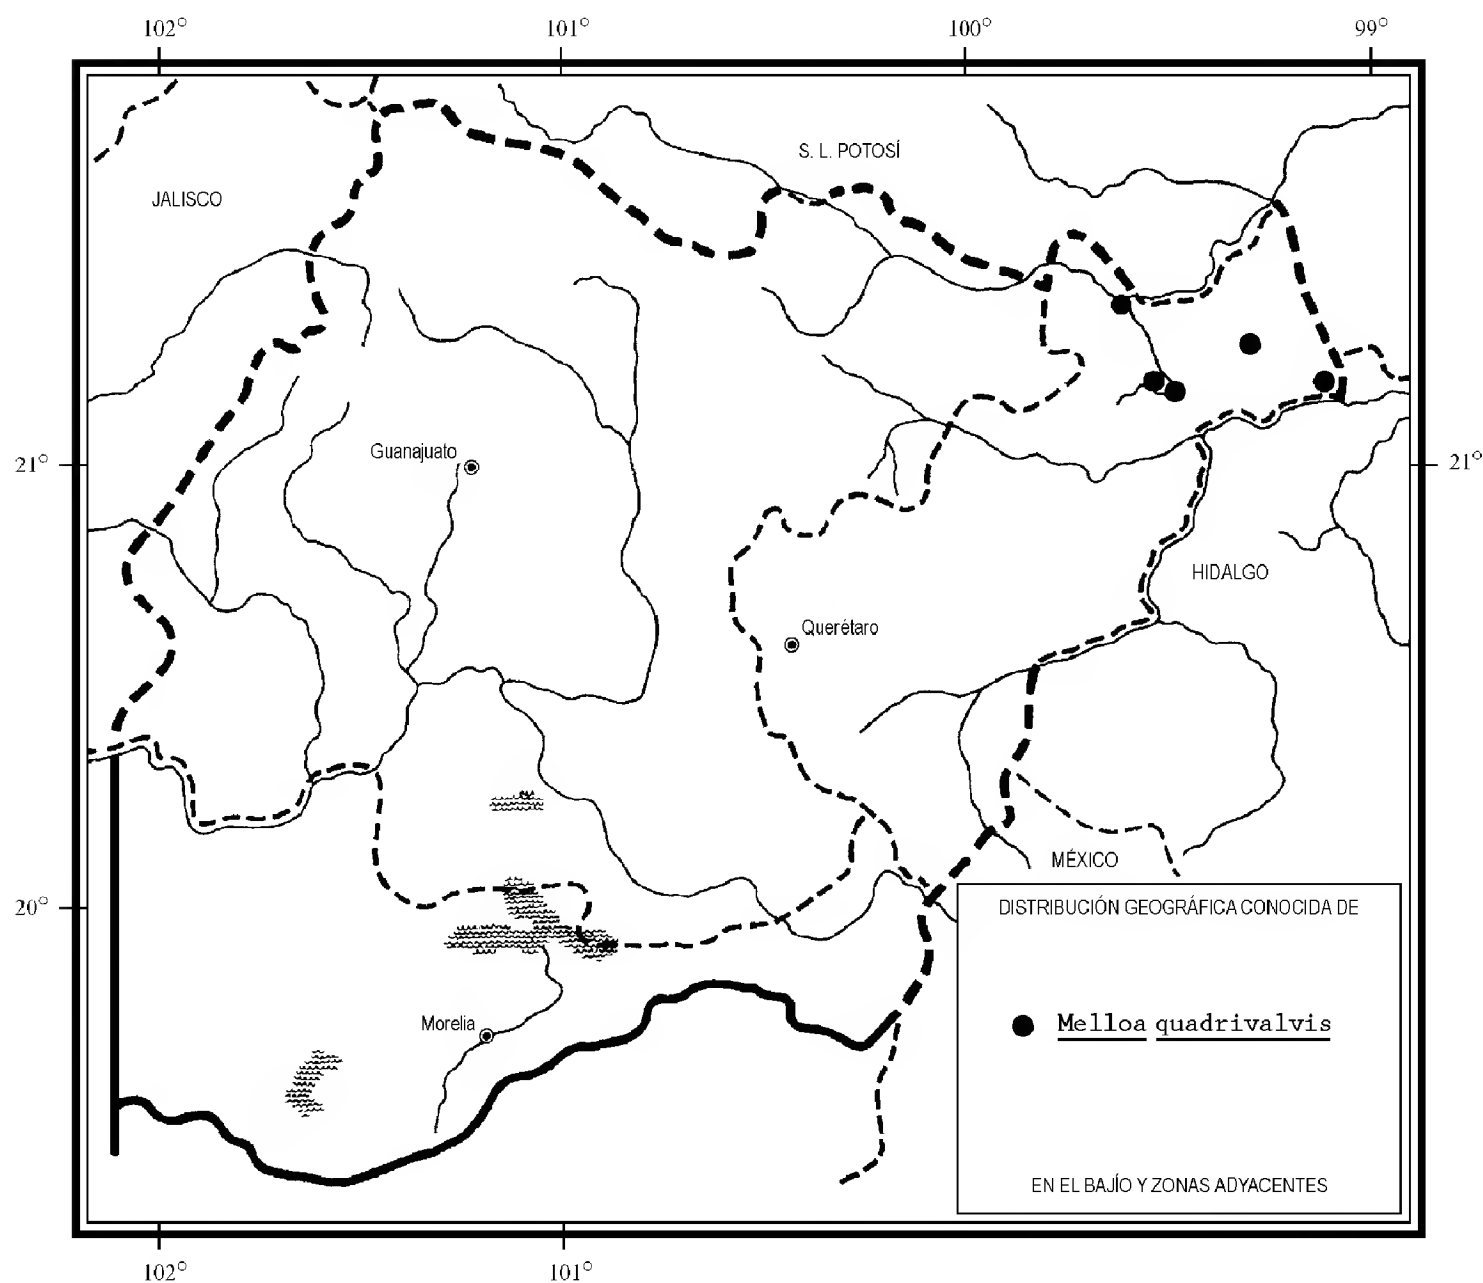 102° 101° 100° 99°
S. L. POTOSÍ
JALISCO
Guanajuato
21° 21°
HIDALGO
Querétaro
MÉXICO
20°
DISTRIBUCIÓN GEOGRÁFICA CONOCIDA DE
Melloa quadrivalvis
Morelia
EN EL BAJÍO Y ZONAS ADYACENTES
102° 101°